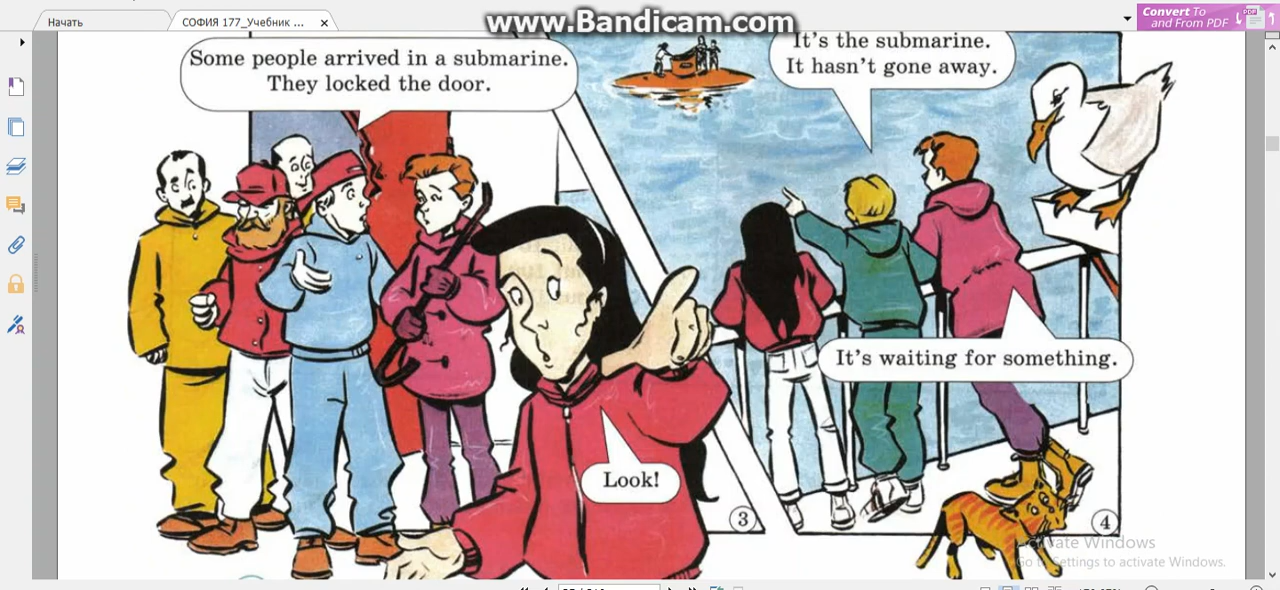 www.Bandicam.com
Начать
СОФИЯ 177_Учебник ...
Convert To
and From PDF
PDF
Some people arrived in a submarine.
They locked the door.
It's the submarine.
It hasn't gone away.
It's waiting for something.
Look!
3
4
Activate Windows
Go to Settings to activate Windows.